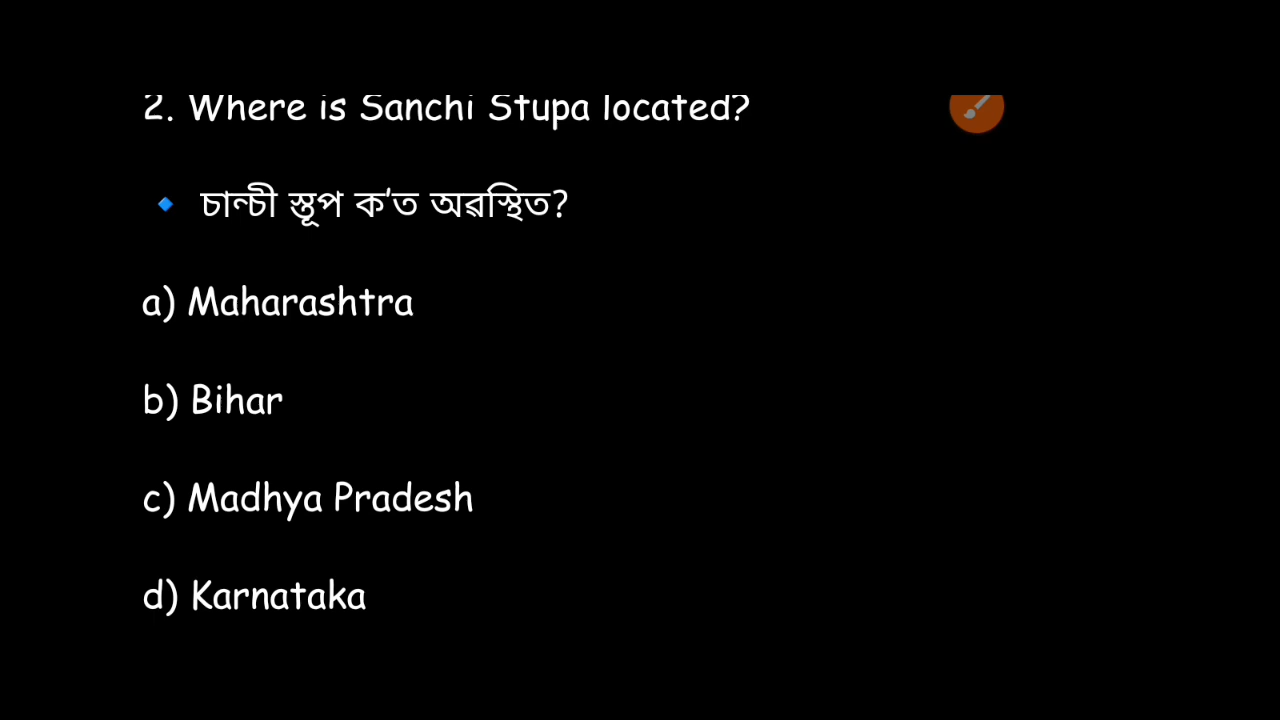 2. Where is Sanchi Stupa located?
🔹 চান্চী স্তূপ ক'ত অৱস্থিত?
a) Maharashtra
b) Bihar
c) Madhya Pradesh
d) Karnataka